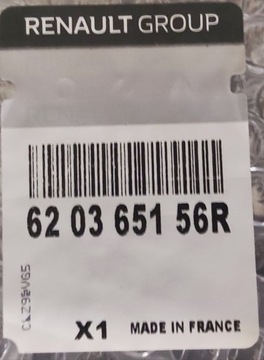 RENAULT GROUP
62 03 651 56R
X1 MADE IN FRANCE